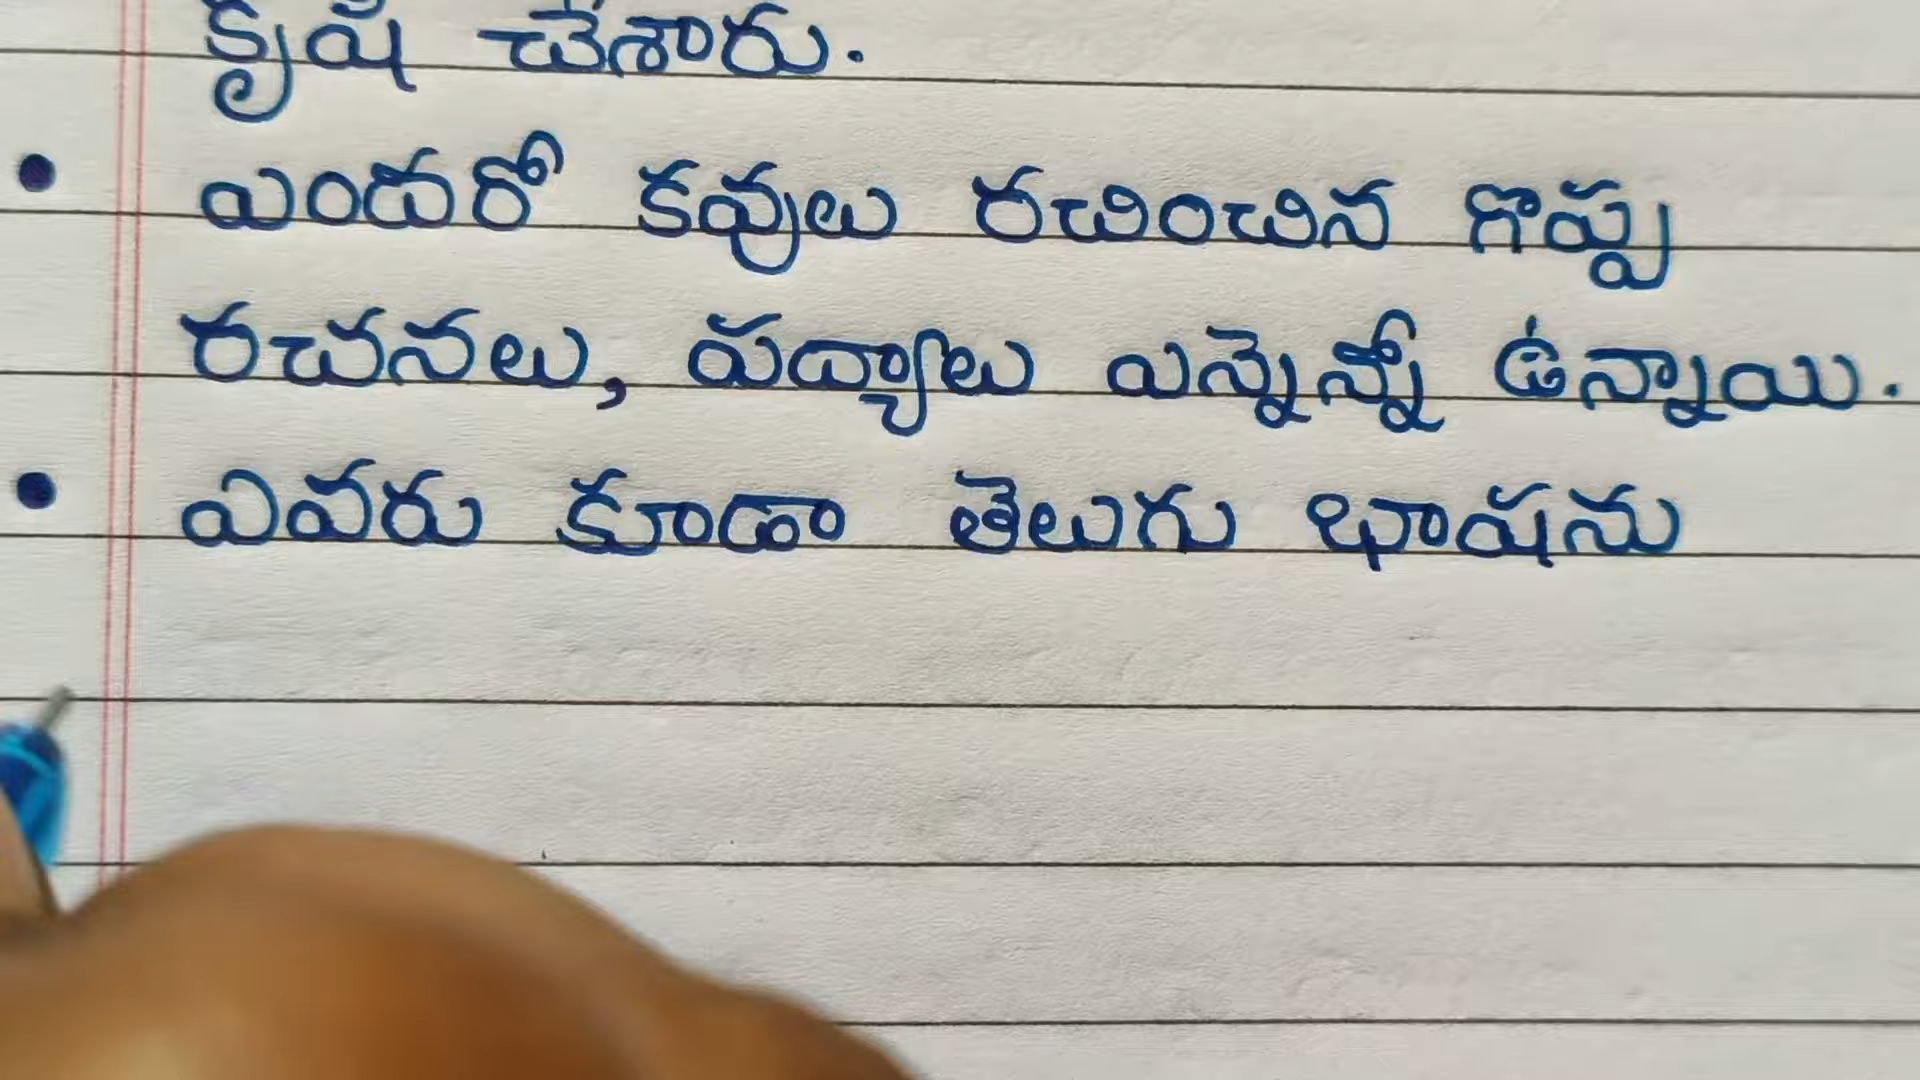 కృషి చేశారు.
• ఎందరో కవులు రచించిన గొప్ప
రచనలు, పద్యాలు ఎన్నెన్నో ఉన్నాయి.
• ఎవరు కూడా తెలుగు భాషను